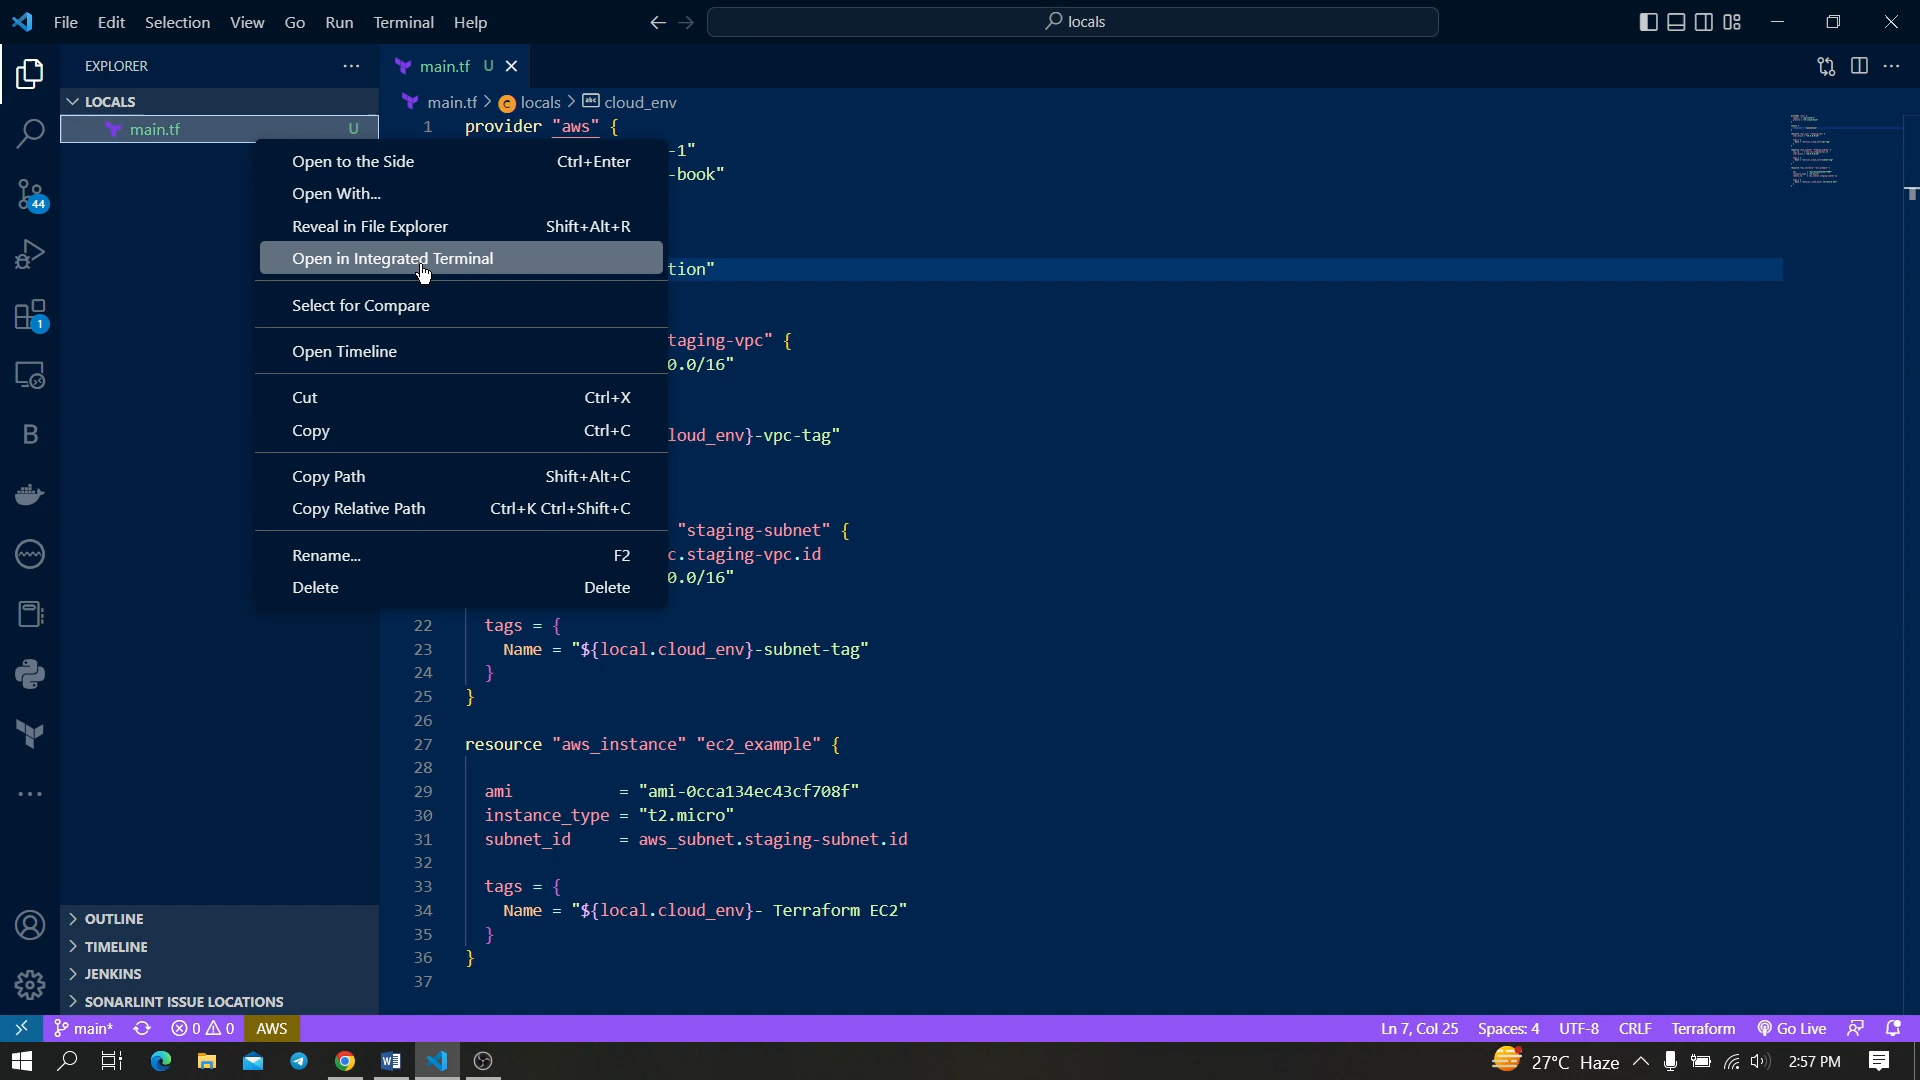 File Edit Selection View Go Run Terminal Help
locals
EXPLORER
main.tf U
LOCALS
main.tf > locals > cloud_env
main.tf U
1 provider "aws" {
-1"
-book"
tion"
taging-vpc" {
0.0/16"
loud_env}-vpc-tag"
"staging-subnet" {
c.staging-vpc.id
0.0/16"
Open to the Side Ctrl+Enter
Open With...
Reveal in File Explorer Shift+Alt+R
Open in Integrated Terminal
Select for Compare
Open Timeline
Cut Ctrl+X
Copy Ctrl+C
Copy Path Shift+Alt+C
Copy Relative Path Ctrl+K Ctrl+Shift+C
Rename... F2
Delete Delete
44
1
B
22 tags = {
23 Name = "${local.cloud_env}-subnet-tag"
24 }
25 }
26
27 resource "aws_instance" "ec2_example" {
28
29 ami = "ami-0cca134ec43cf708f"
30 instance_type = "t2.micro"
31 subnet_id = aws_subnet.staging-subnet.id
32
33 tags = {
34 Name = "${local.cloud_env}- Terraform EC2"
35 }
36 }
37
OUTLINE
TIMELINE
JENKINS
SONARLINT ISSUE LOCATIONS
main* 0 0 AWS
Ln 7, Col 25 Spaces: 4 UTF-8 CRLF Terraform Go Live
27°C Haze 2:57 PM